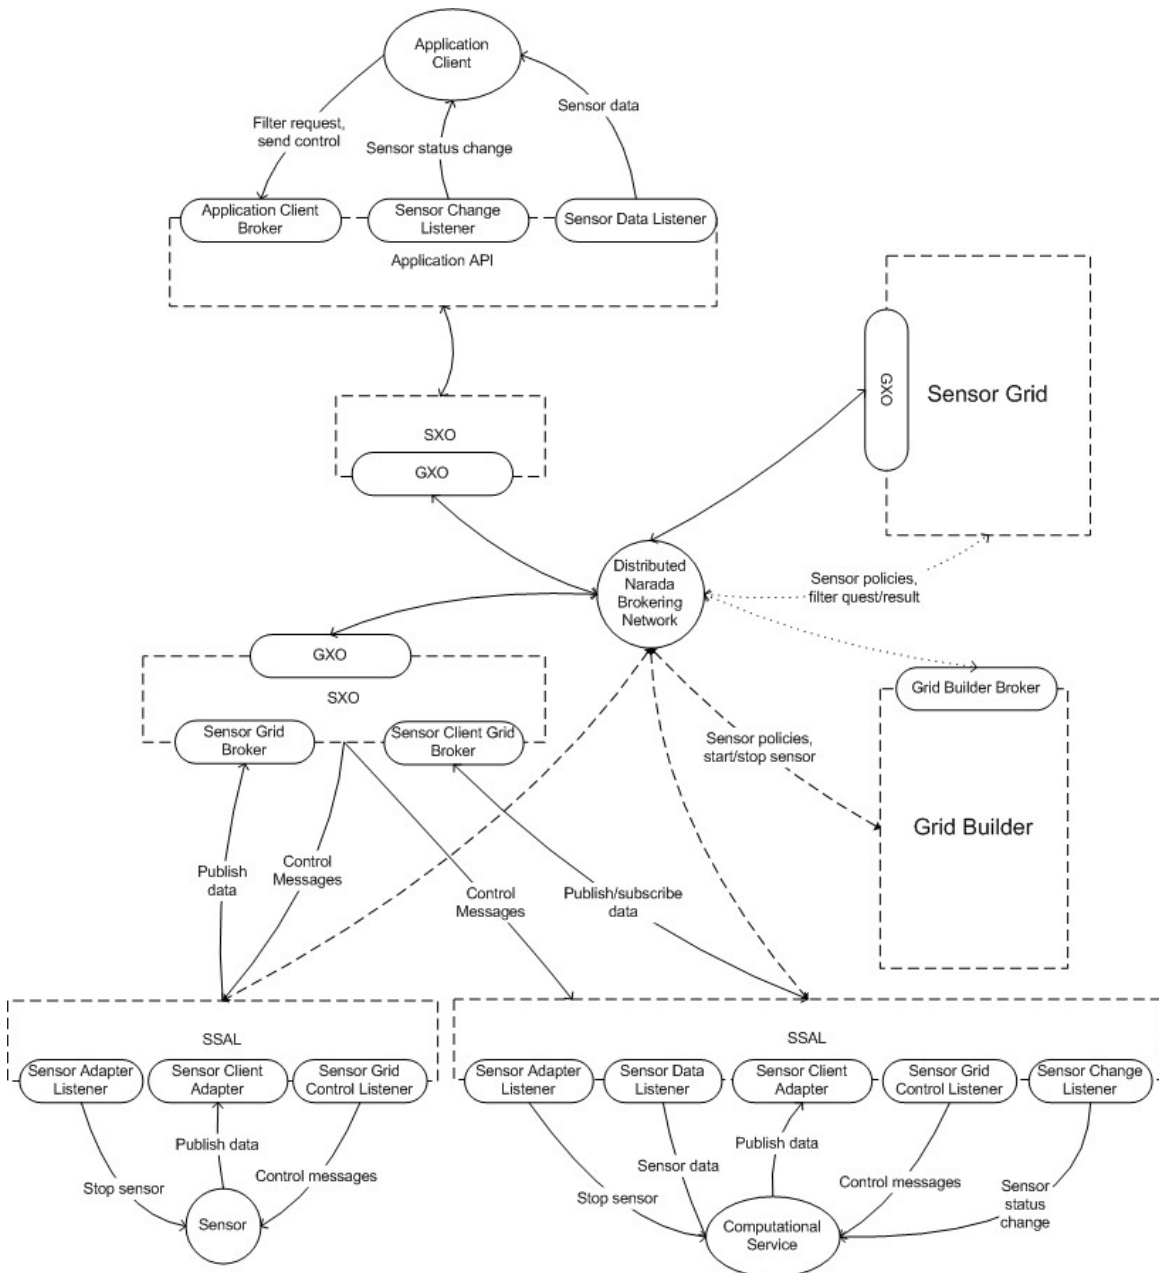 Application
Client
Filter request,
send control
Sensor status change
Sensor data
Application Client
Broker
Sensor Change
Listener
Sensor Data Listener
Application API
SXO
GXO
GXO
Sensor Grid
Distributed
Narada
Brokering
Network
Sensor policies,
filter quest/result
GXO
SXO
Sensor Grid
Broker
Sensor Client Grid
Broker
Grid Builder Broker
Sensor policies,
start/stop sensor
Grid Builder
Publish
data
Control
Messages
Control
Messages
Publish/subscribe
data
SSAL
Sensor Adapter
Listener
Sensor Client
Adapter
Sensor Grid
Control Listener
Publish data
Stop sensor
Control messages
Sensor
SSAL
Sensor Adapter
Listener
Sensor Data
Listener
Sensor Client
Adapter
Sensor Grid
Control Listener
Sensor Change
Listener
Publish data
Sensor data
Stop sensor
Control messages
Sensor
status
change
Computational
Service